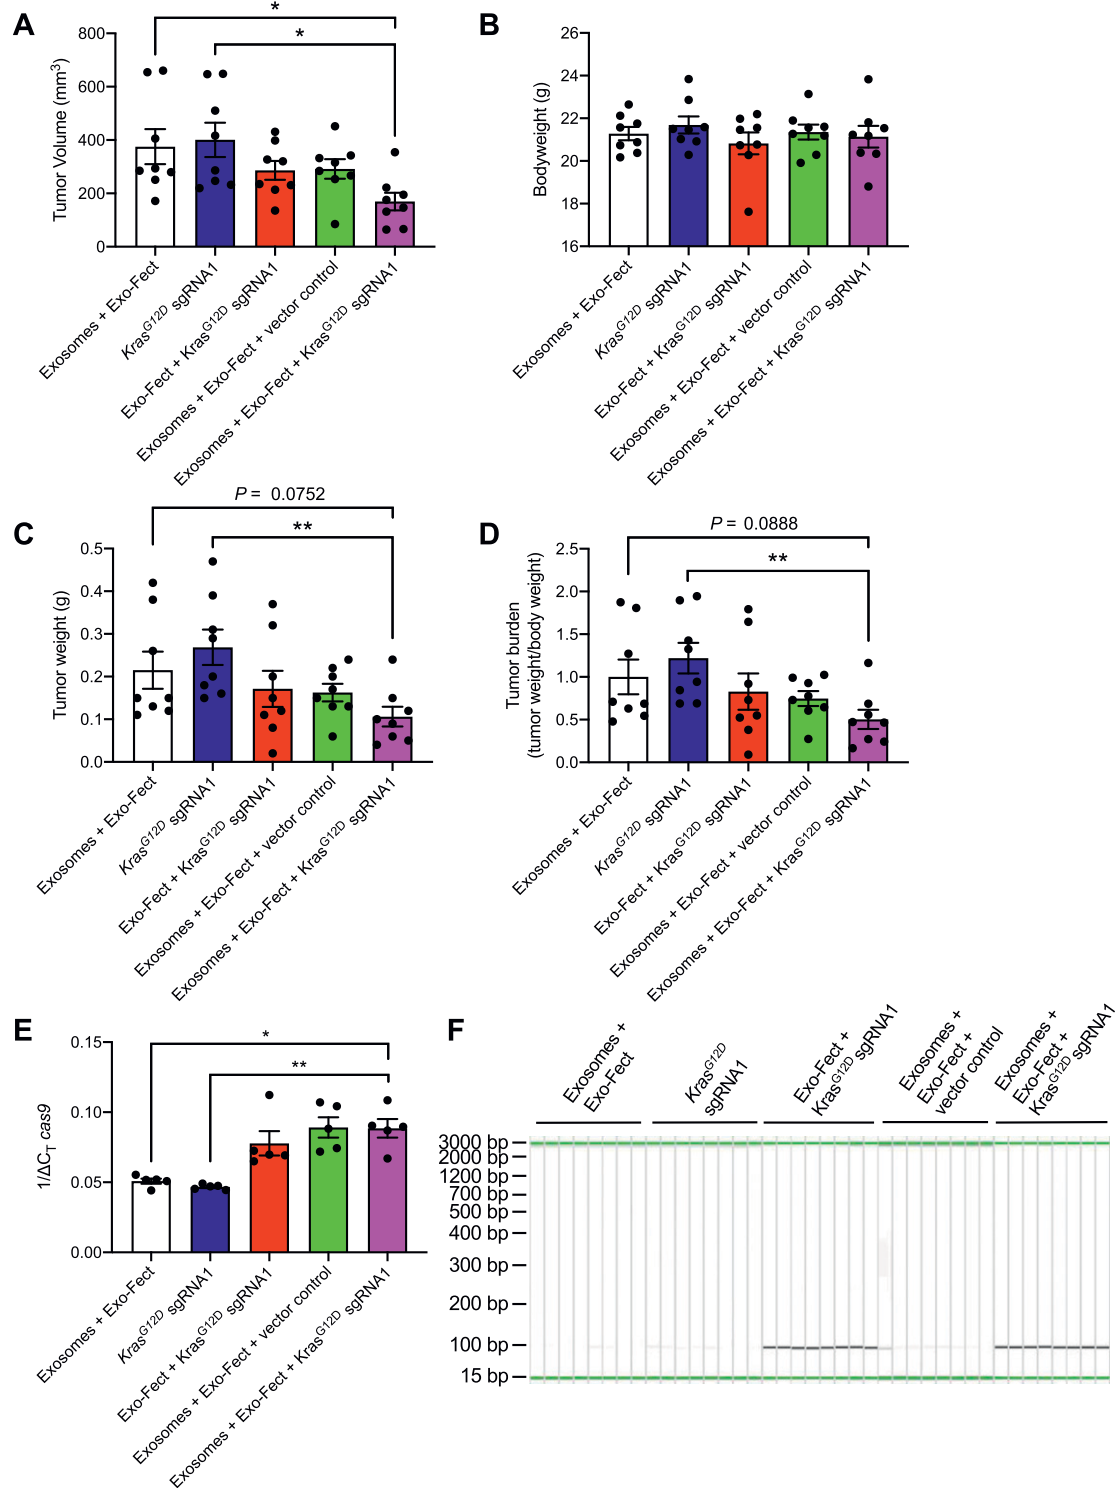 A
*
*
Tumor Volume (mm3)
800
600
400
200
0
Exosomes + Exo-Fect
KrasG12D sgRNA1
Exo-Fect + KrasG12D sgRNA1
Exosomes + Exo-Fect + vector control
Exosomes + Exo-Fect + KrasG12D sgRNA1
B
Bodyweight (g)
26
24
22
20
18
16
Exosomes + Exo-Fect
KrasG12D sgRNA1
Exo-Fect + KrasG12D sgRNA1
Exosomes + Exo-Fect + vector control
Exosomes + Exo-Fect + KrasG12D sgRNA1
C
P = 0.0752
**
Tumor weight (g)
0.5
0.4
0.3
0.2
0.1
0.0
Exosomes + Exo-Fect
KrasG12D sgRNA1
Exo-Fect + KrasG12D sgRNA1
Exosomes + Exo-Fect + vector control
Exosomes + Exo-Fect + KrasG12D sgRNA1
D
P = 0.0888
**
Tumor burden
(tumor weight/body weight)
2.5
2.0
1.5
1.0
0.5
0.0
Exosomes + Exo-Fect
KrasG12D sgRNA1
Exo-Fect + KrasG12D sgRNA1
Exosomes + Exo-Fect + vector control
Exosomes + Exo-Fect + KrasG12D sgRNA1
E
*
**
1/ΔCT cas9
0.15
0.10
0.05
0.00
Exosomes + Exo-Fect
KrasG12D sgRNA1
Exo-Fect + KrasG12D sgRNA1
Exosomes + Exo-Fect + vector control
Exosomes + Exo-Fect + KrasG12D sgRNA1
F
Exosomes +
Exo-Fect
KrasG12D
sgRNA1
Exo-Fect +
KrasG12D sgRNA1
Exosomes +
Exo-Fect +
vector control
Exosomes +
Exo-Fect +
KrasG12D sgRNA1
3000 bp
2000 bp
1200 bp
700 bp
500 bp
400 bp
300 bp
200 bp
100 bp
15 bp